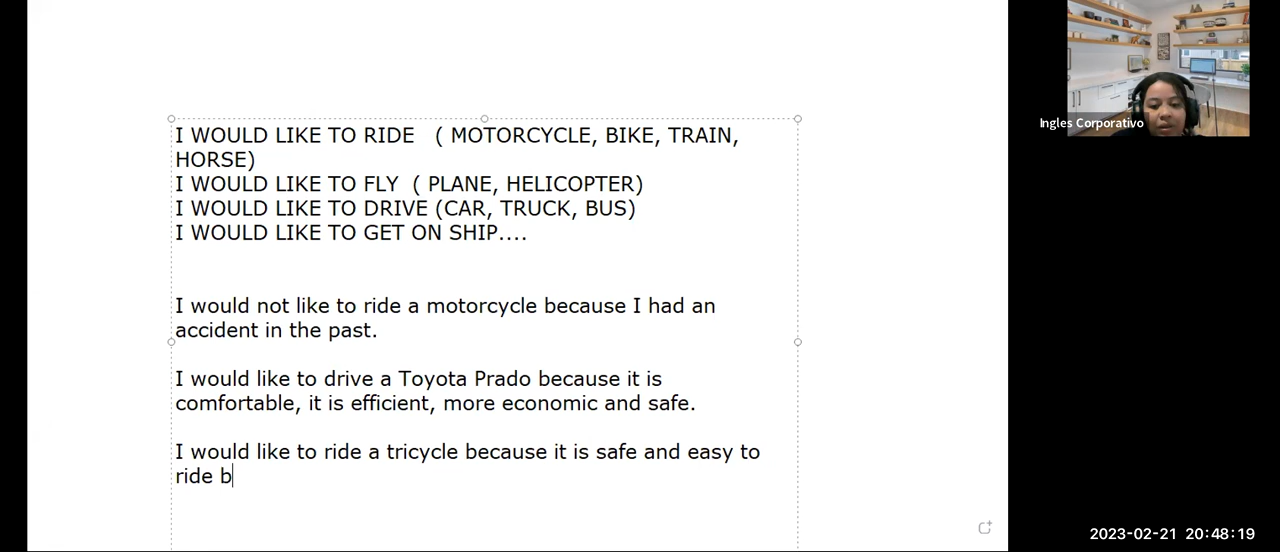 I WOULD LIKE TO RIDE ( MOTORCYCLE, BIKE, TRAIN,
HORSE)
I WOULD LIKE TO FLY ( PLANE, HELICOPTER)
I WOULD LIKE TO DRIVE (CAR, TRUCK, BUS)
I WOULD LIKE TO GET ON SHIP....
I would not like to ride a motorcycle because I had an
accident in the past.
I would like to drive a Toyota Prado because it is
comfortable, it is efficient, more economic and safe.
I would like to ride a tricycle because it is safe and easy to
ride b
Ingles Corporativo
2023-02-21 20:48:19